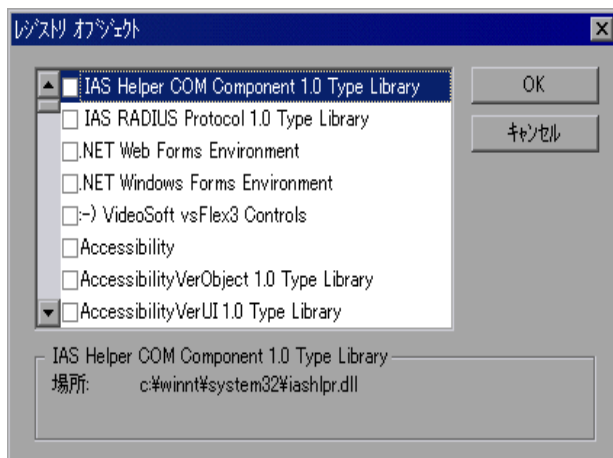 レジストリ オブジェクト
IAS Helper COM Component 1.0 Type Library
OK
IAS RADIUS Protocol 1.0 Type Library
キャンセル
.NET Web Forms Environment
.NET Windows Forms Environment
:-) VideoSoft vsFlex3 Controls
Accessibility
AccessibilityVerObject 1.0 Type Library
AccessibilityVerUI 1.0 Type Library
IAS Helper COM Component 1.0 Type Library
場所: c:¥winnt¥system32¥iashlpr.dll